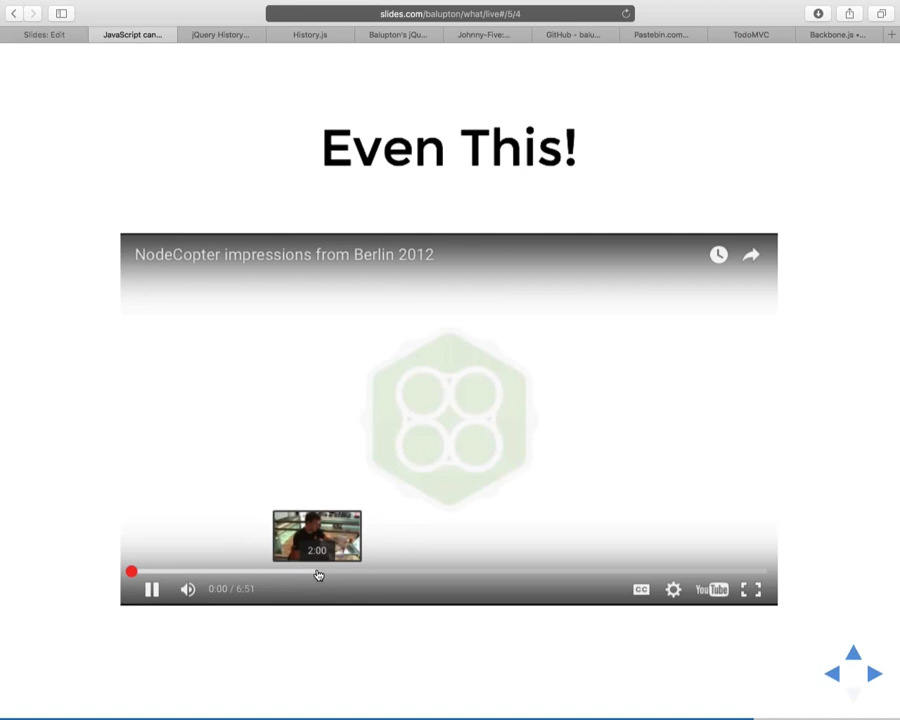 slides.com/balupton/what/live#/5/4
Slides: Edit
JavaScript can...
jQuery History...
History.js
Balupton's jQu...
Johnny-Five:...
GitHub - balu...
Pastebin.com...
TodoMVC
Backbone.js •...
Even This!
NodeCopter impressions from Berlin 2012
2:00
0:00 / 6:51
CC
YouTube